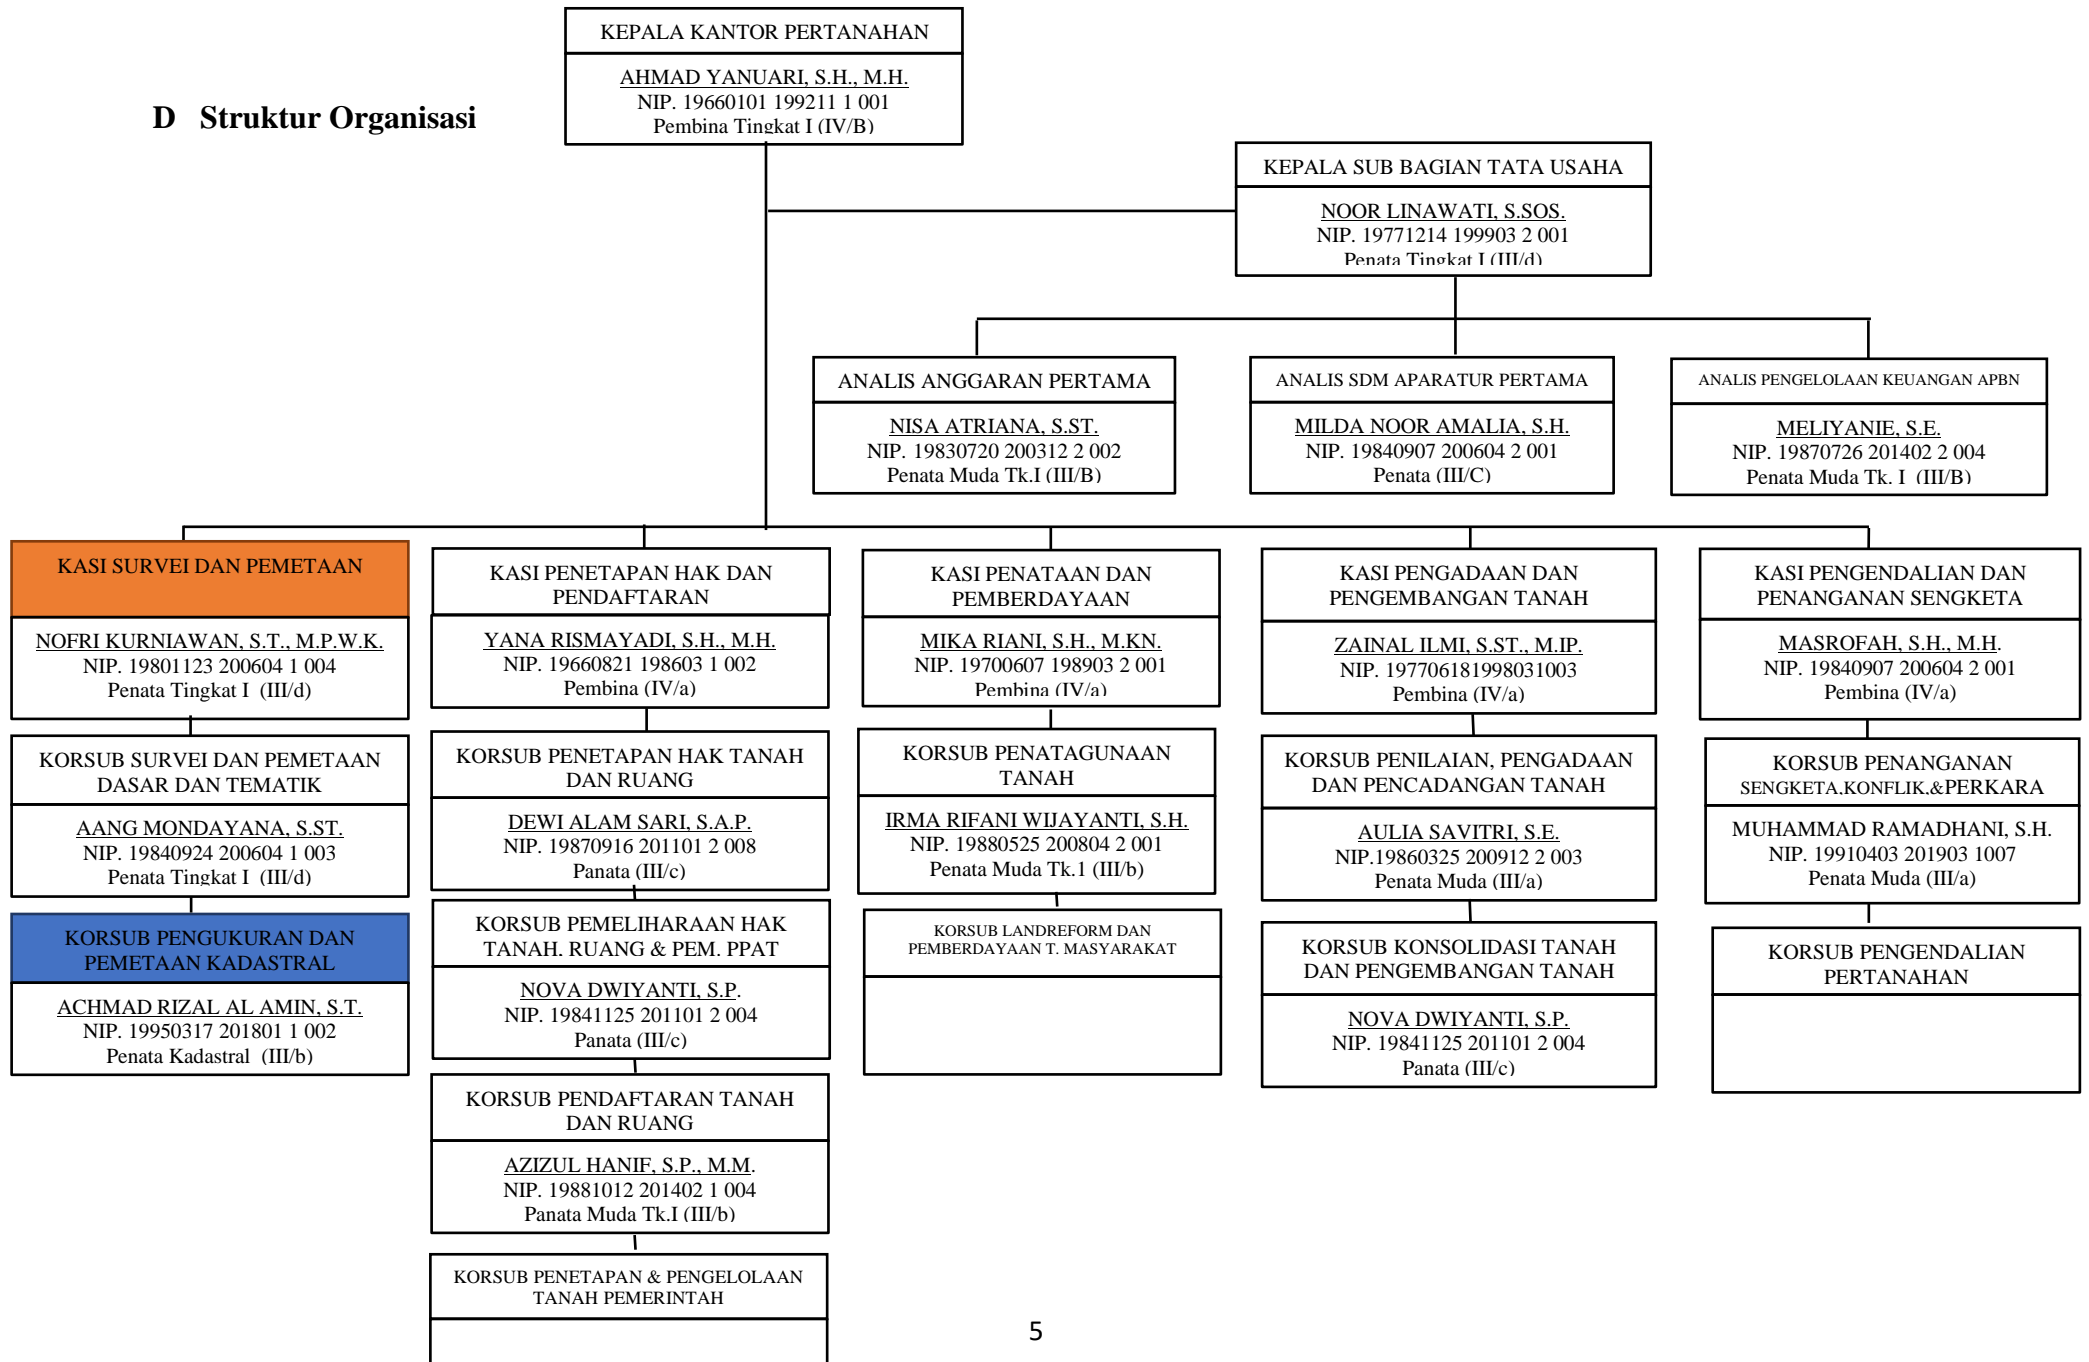 KEPALA KANTOR PERTANAHAN
AHMAD YANUARI, S.H., M.H.
NIP. 19660101 199211 1 001
Pembina Tingkat I (IV/B)
D Struktur Organisasi
KEPALA SUB BAGIAN TATA USAHA
NOOR LINAWATI, S.SOS.
NIP. 19771214 199903 2 001
Penata Tingkat I (III/d)
ANALIS ANGGARAN PERTAMA
NISA ATRIANA, S.ST.
NIP. 19830720 200312 2 002
Penata Muda Tk.I (III/B)
ANALIS SDM APARATUR PERTAMA
MILDA NOOR AMALIA, S.H.
NIP. 19840907 200604 2 001
Penata (III/C)
ANALIS PENGELOLAAN KEUANGAN APBN
MELIYANIE, S.E.
NIP. 19870726 201402 2 004
Penata Muda Tk. I (III/B)
KASI SURVEI DAN PEMETAAN
NOFRI KURNIAWAN, S.T., M.P.W.K.
NIP. 19801123 200604 1 004
Penata Tingkat I (III/d)
KORSUB SURVEI DAN PEMETAAN
DASAR DAN TEMATIK
AANG MONDAYANA, S.ST.
NIP. 19840924 200604 1 003
Penata Tingkat I (III/d)
KORSUB PENGUKURAN DAN
PEMETAAN KADASTRAL
ACHMAD RIZAL AL AMIN, S.T.
NIP. 19950317 201801 1 002
Penata Kadastral (III/b)
KASI PENETAPAN HAK DAN
PENDAFTARAN
YANA RISMAYADI, S.H., M.H.
NIP. 19660821 198603 1 002
Pembina (IV/a)
KORSUB PENETAPAN HAK TANAH
DAN RUANG
DEWI ALAM SARI, S.A.P.
NIP. 19870916 201101 2 008
Panata (III/c)
KORSUB PEMELIHARAAN HAK
TANAH. RUANG & PEM. PPAT
NOVA DWIYANTI, S.P.
NIP. 19841125 201101 2 004
Panata (III/c)
KORSUB PENDAFTARAN TANAH
DAN RUANG
AZIZUL HANIF, S.P., M.M.
NIP. 19881012 201402 1 004
Panata Muda Tk.I (III/b)
KORSUB PENETAPAN & PENGELOLAAN
TANAH PEMERINTAH
KASI PENATAAN DAN
PEMBERDAYAAN
MIKA RIANI, S.H., M.KN.
NIP. 19700607 198903 2 001
Pembina (IV/a)
KORSUB PENATAGUNAAN
TANAH
IRMA RIFANI WIJAYANTI, S.H.
NIP. 19880525 200804 2 001
Penata Muda Tk.1 (III/b)
KORSUB LANDREFORM DAN
PEMBERDAYAAN T. MASYARAKAT
KASI PENGADAAN DAN
PENGEMBANGAN TANAH
ZAINAL ILMI, S.ST., M.IP.
NIP. 197706181998031003
Pembina (IV/a)
KORSUB PENILAIAN, PENGADAAN
DAN PENCADANGAN TANAH
AULIA SAVITRI, S.E.
NIP.19860325 200912 2 003
Penata Muda (III/a)
KORSUB KONSOLIDASI TANAH
DAN PENGEMBANGAN TANAH
NOVA DWIYANTI, S.P.
NIP. 19841125 201101 2 004
Panata (III/c)
KASI PENGENDALIAN DAN
PENANGANAN SENGKETA
MASROFAH, S.H., M.H.
NIP. 19840907 200604 2 001
Pembina (IV/a)
KORSUB PENANGANAN
SENGKETA,KONFLIK,&PERKARA
MUHAMMAD RAMADHANI, S.H.
NIP. 19910403 201903 1007
Penata Muda (III/a)
KORSUB PENGENDALIAN
PERTANAHAN
5